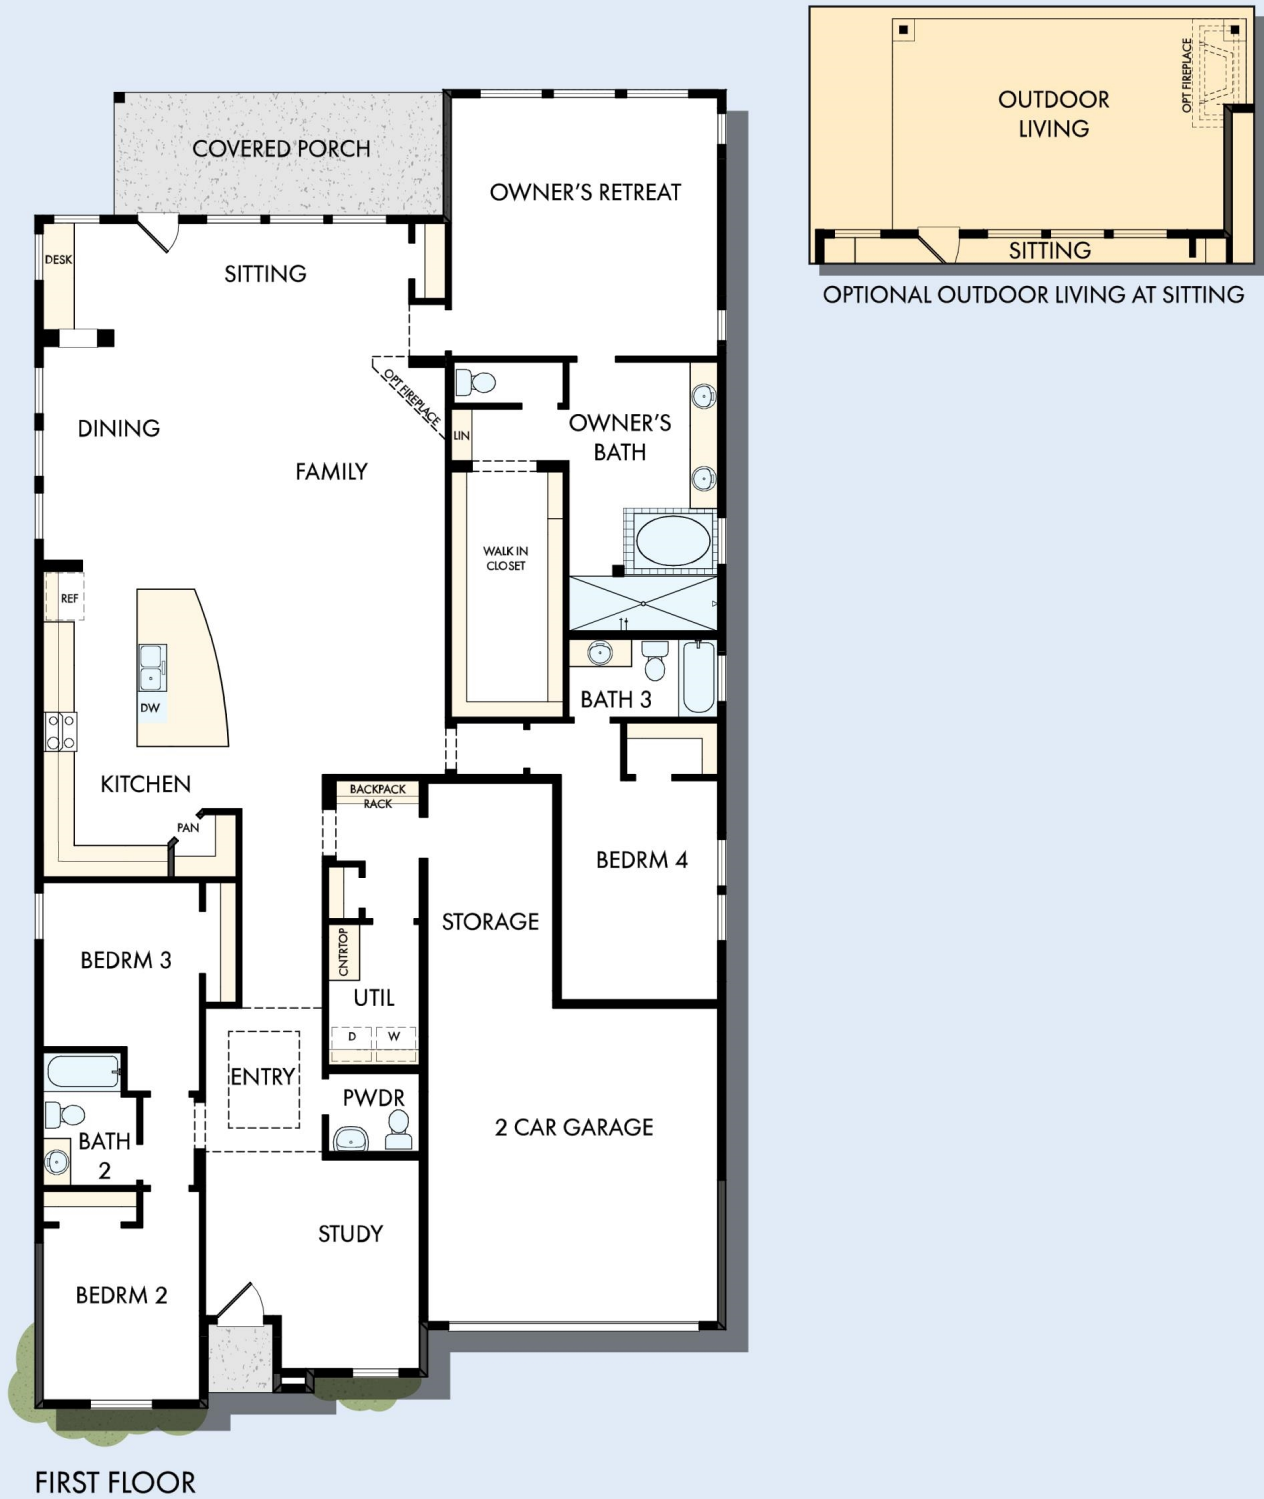 OPT FIREPLACE
OUTDOOR
LIVING
SITTING
OPTIONAL OUTDOOR LIVING AT SITTING
COVERED PORCH
OWNER'S RETREAT
DESK
SITTING
OPT FIREPLACE
DINING
FAMILY
LIN
OWNER'S
BATH
WALK IN
CLOSET
REF
DW
BATH 3
KITCHEN
PAN
BACKPACK
RACK
BEDRM 4
STORAGE
BEDRM 3
CNTRTOP
UTIL
D
W
ENTRY
PWDR
BATH
2
2 CAR GARAGE
STUDY
BEDRM 2
FIRST FLOOR